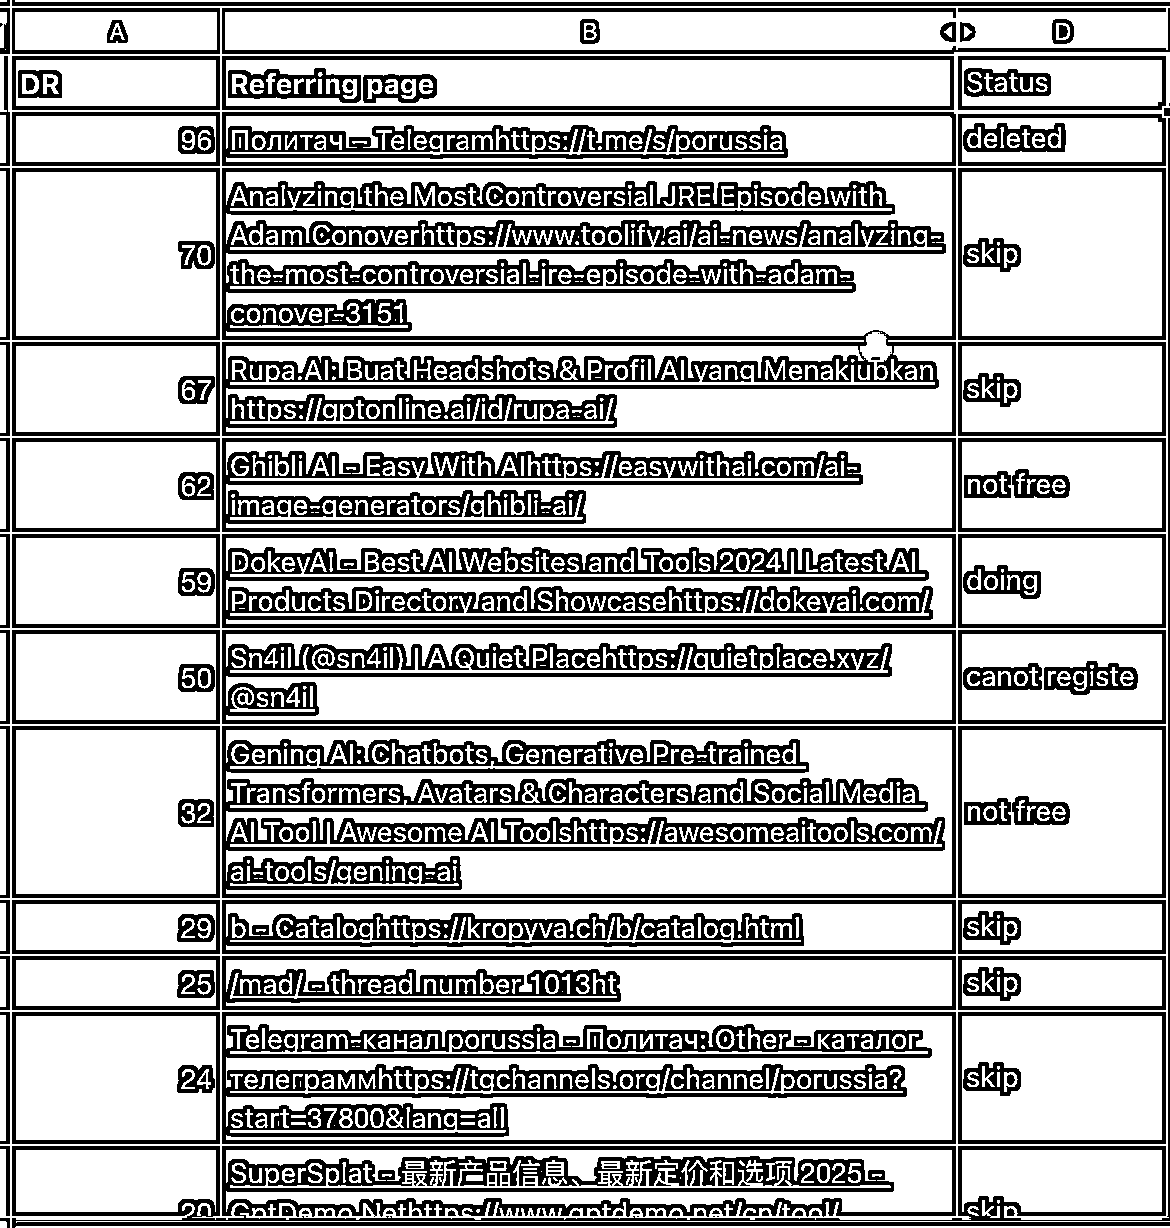 A B D
DR Referring page Status
96 Политач – Telegramhttps://t.me/s/porussia deleted
Analyzing the Most Controversial JRE Episode with
Adam Conoverhttps://www.toolify.ai/ai-news/analyzing-
70 skip
the-most-controversial-jre-episode-with-adam-
conover-3151
Rupa.AI: Buat Headshots & Profil AI yang Menakjubkan
67 skip
https://gptonline.ai/id/rupa-ai/
Ghibli AI - Easy With AIhttps://easywithai.com/ai-
62 not free
image-generators/ghibli-ai/
DokeyAI - Best AI Websites and Tools 2024 | Latest AI
59 doing
Products Directory and Showcasehttps://dokeyai.com/
Sn4il (@sn4il) | A Quiet Placehttps://quietplace.xyz/
50 canot registe
@sn4il
Gening AI: Chatbots, Generative Pre-trained
Transformers, Avatars & Characters and Social Media
32 not free
AI Tool | Awesome AI Toolshttps://awesomeaitools.com/
ai-tools/gening-ai
29 b - Cataloghttps://kropyva.ch/b/catalog.html skip
25 /mad/ - thread number 1013ht skip
Telegram-канал porussia - Политач: Other - каталог
24 телеграммhttps://tgchannels.org/channel/porussia? skip
start=37800&lang=all
SuperSplat - 最新产品信息、最新定价和选项 2025 -
20 GptDemo.Nethttps://www.gptdemo.net/cn/tool/ skip